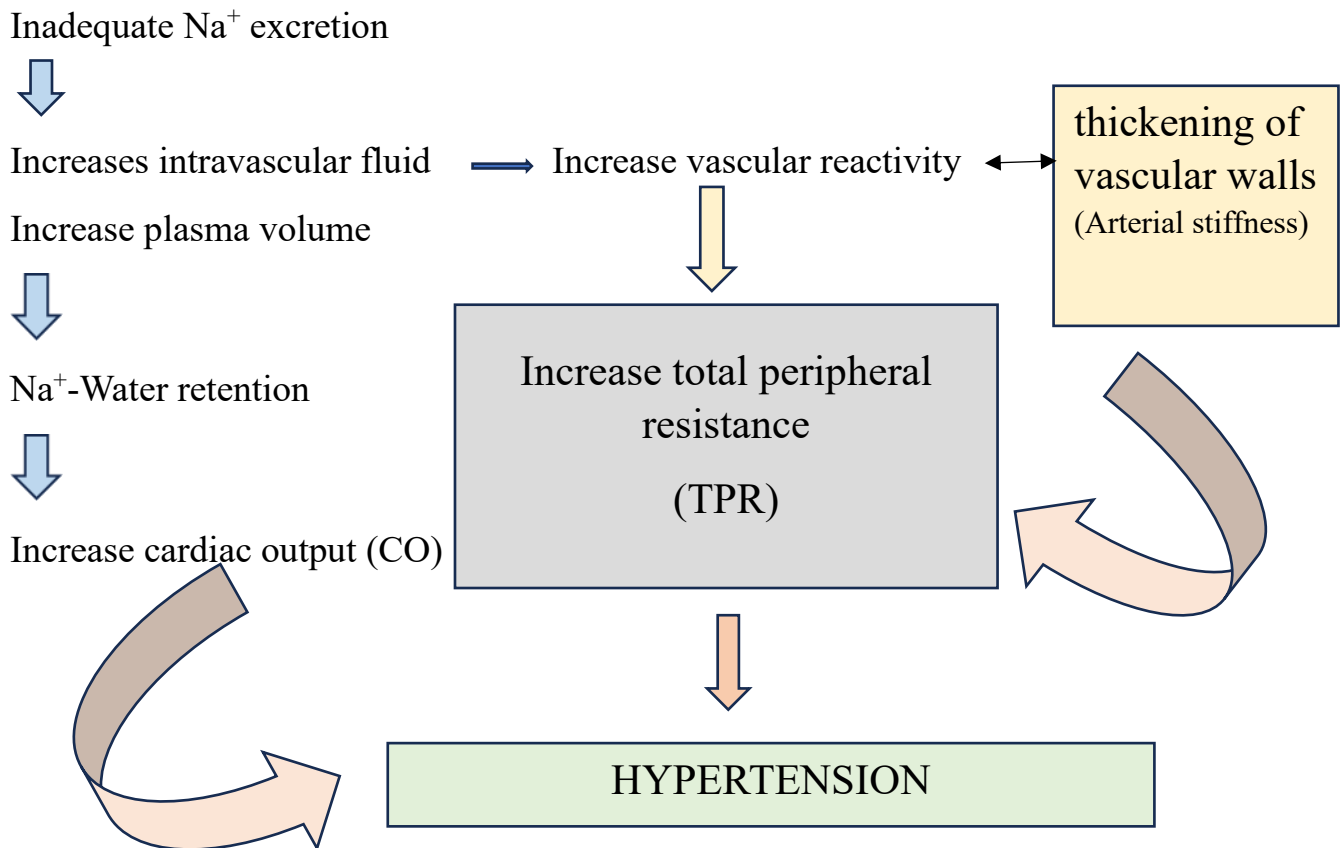 Inadequate Na⁺ excretion
Increases intravascular fluid
Increase vascular reactivity
thickening of
vascular walls
(Arterial stiffness)
Increase plasma volume
Na⁺-Water retention
Increase total peripheral
resistance
(TPR)
Increase cardiac output (CO)
HYPERTENSION